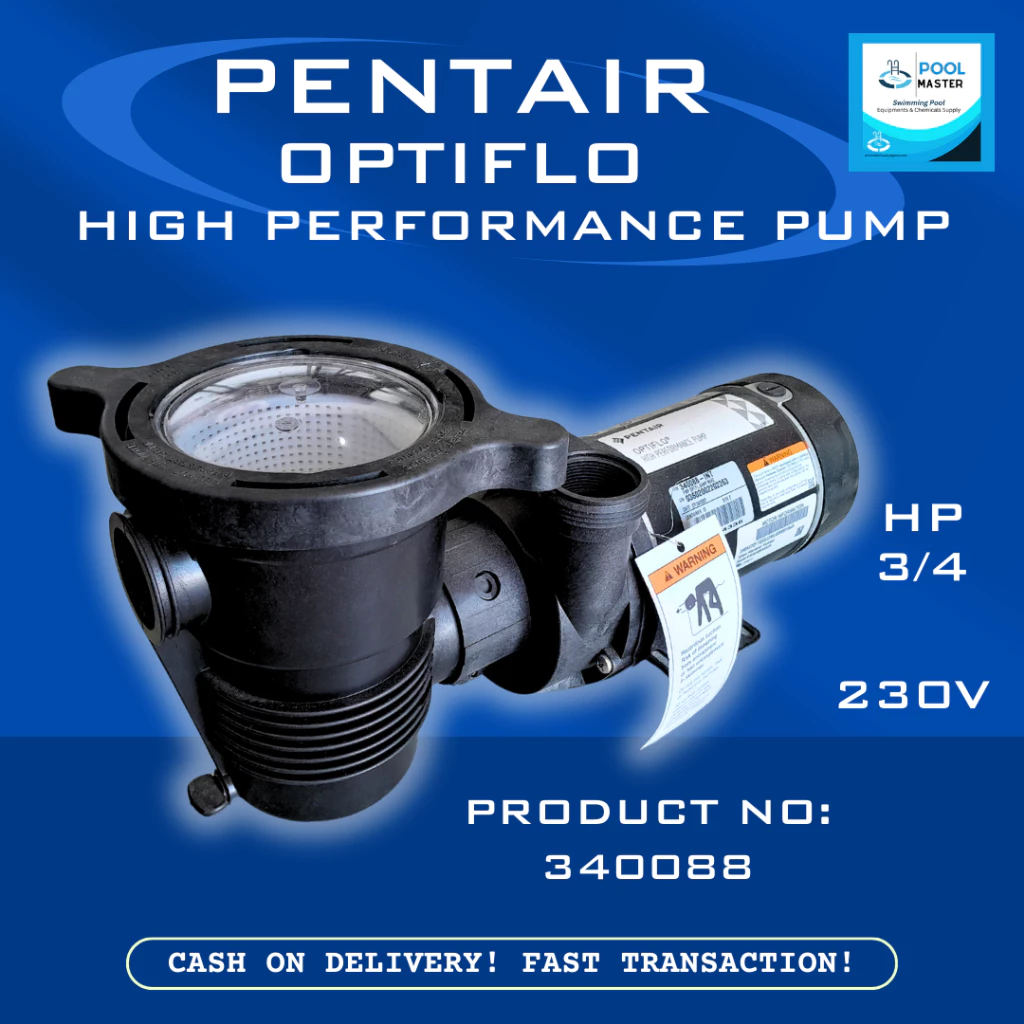 PENTAIR
OPTIFLO
HIGH PERFORMANCE PUMP
POOL
MASTER
Swimming Pool
Equipments & Chemicals Supply
PENTAIR
OPTIFLO®
HIGH PERFORMANCE PUMP
WARNING
WARNING
HP
3/4
230V
PRODUCT NO:
340088
CASH ON DELIVERY! FAST TRANSACTION!